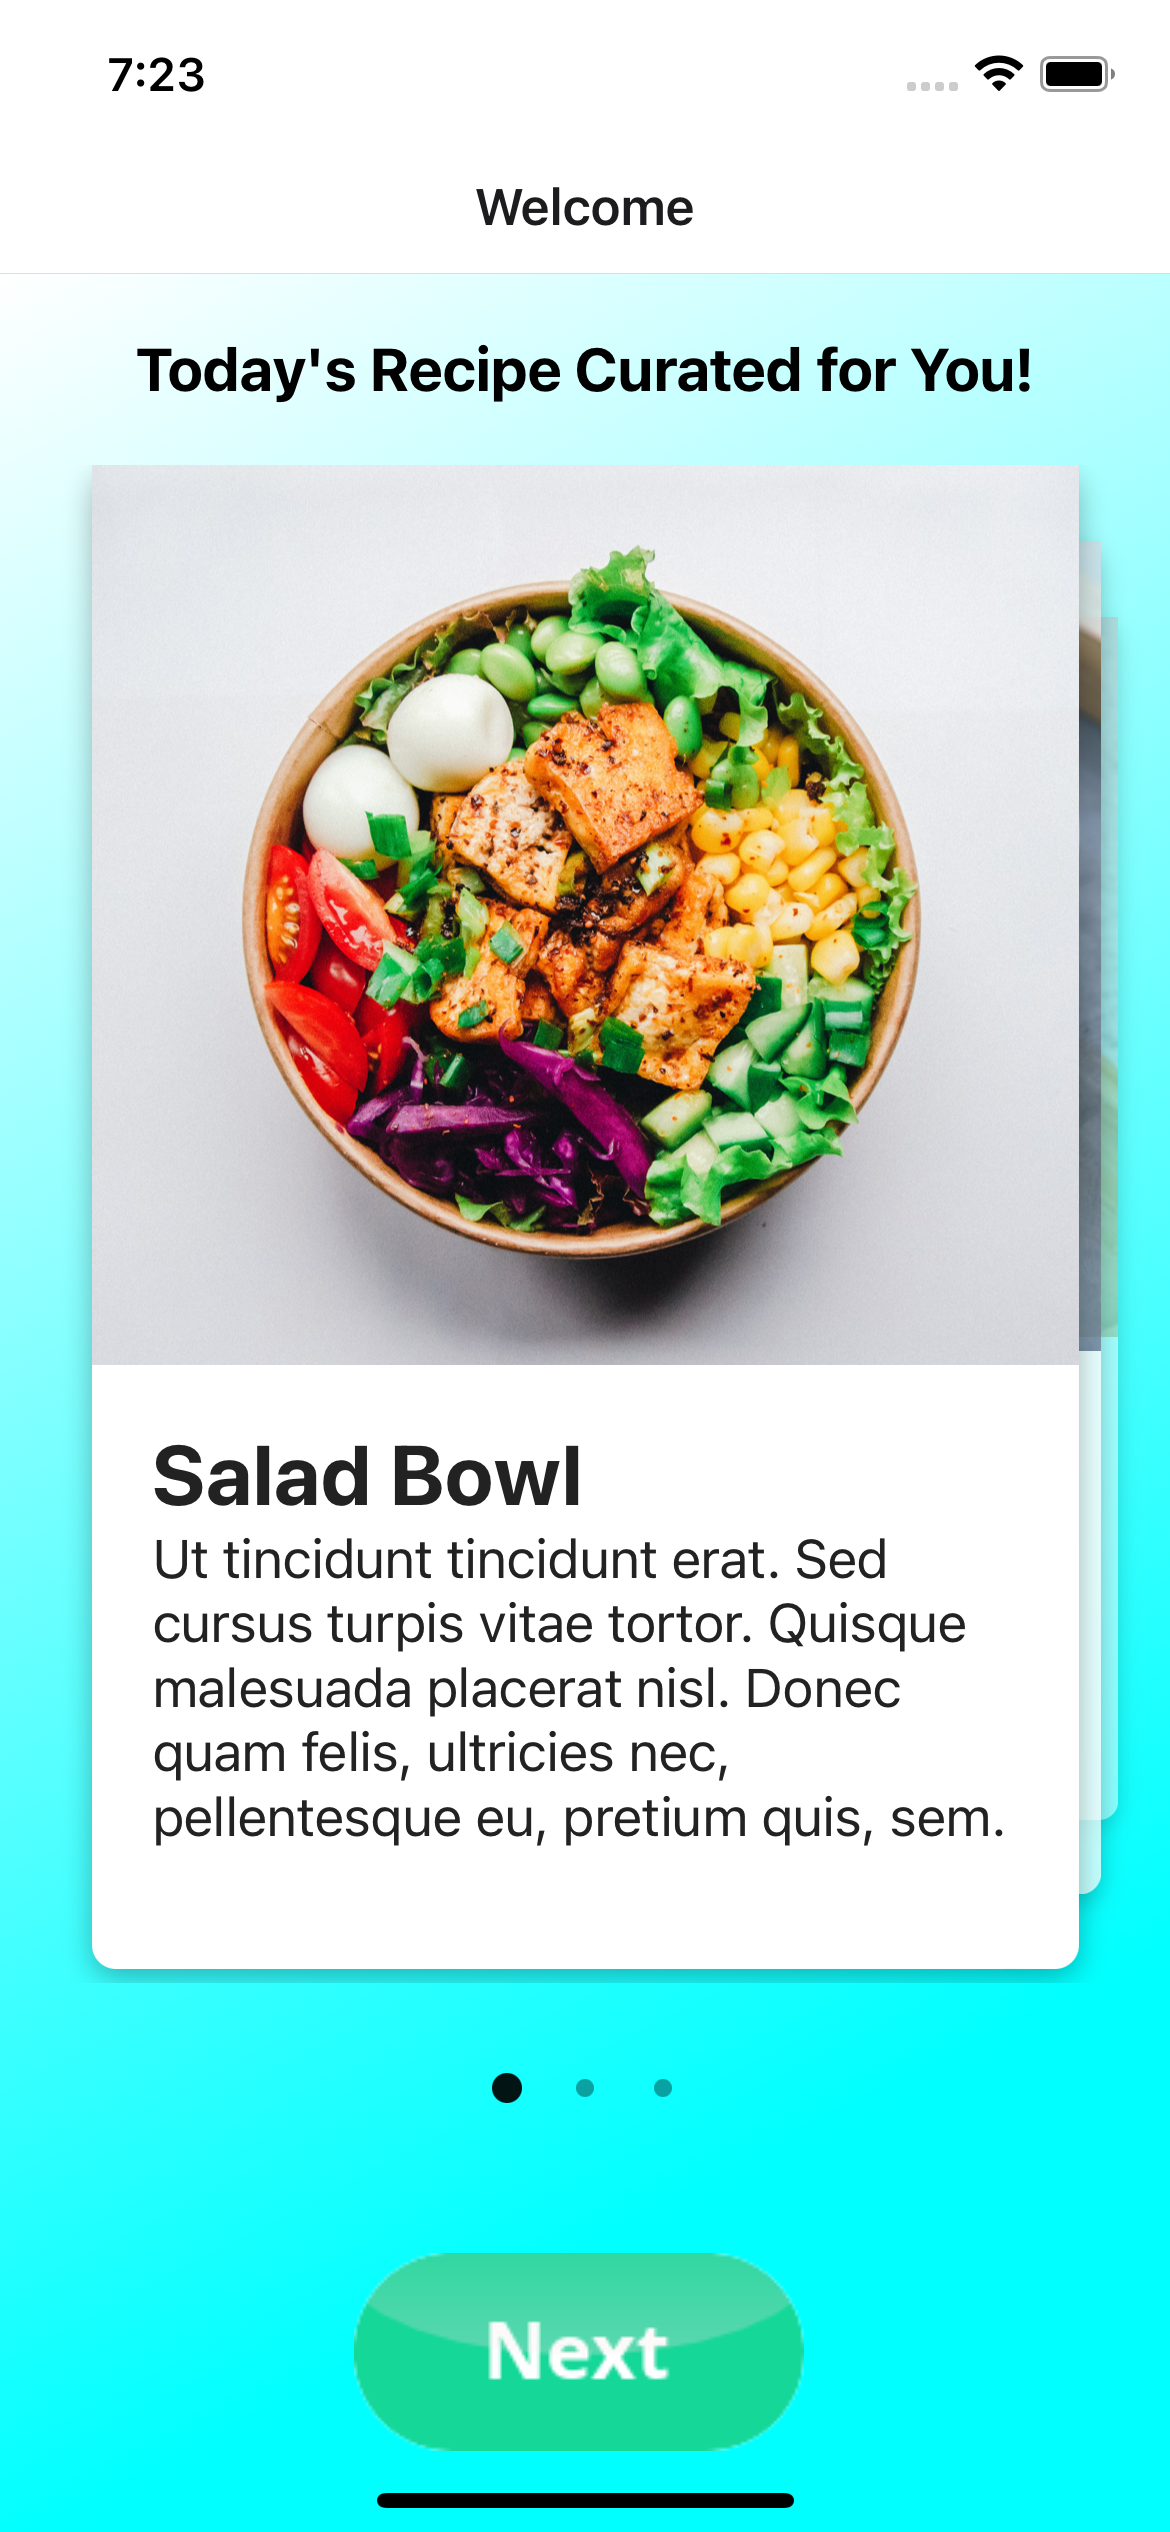 7:23
Welcome
Today's Recipe Curated for You!
Salad Bowl
Ut tincidunt tincidunt erat. Sed
cursus turpis vitae tortor. Quisque
malesuada placerat nisl. Donec
quam felis, ultricies nec,
pellentesque eu, pretium quis, sem.
Next